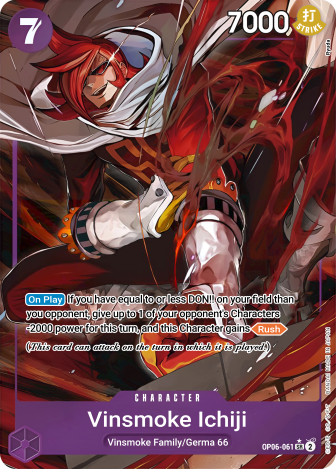 7
7000
打
STRIKE
On Play If you have equal to or less DON!! on your field than
you opponent, give up to 1 of your opponent's Characters
-2000 power for this turn, and this Character gains Rush
(This card can attack on the turn in which it is played.)
CHARACTER
Vinsmoke Ichiji
Vinsmoke Family/Germa 66
OP06-061 SR 2